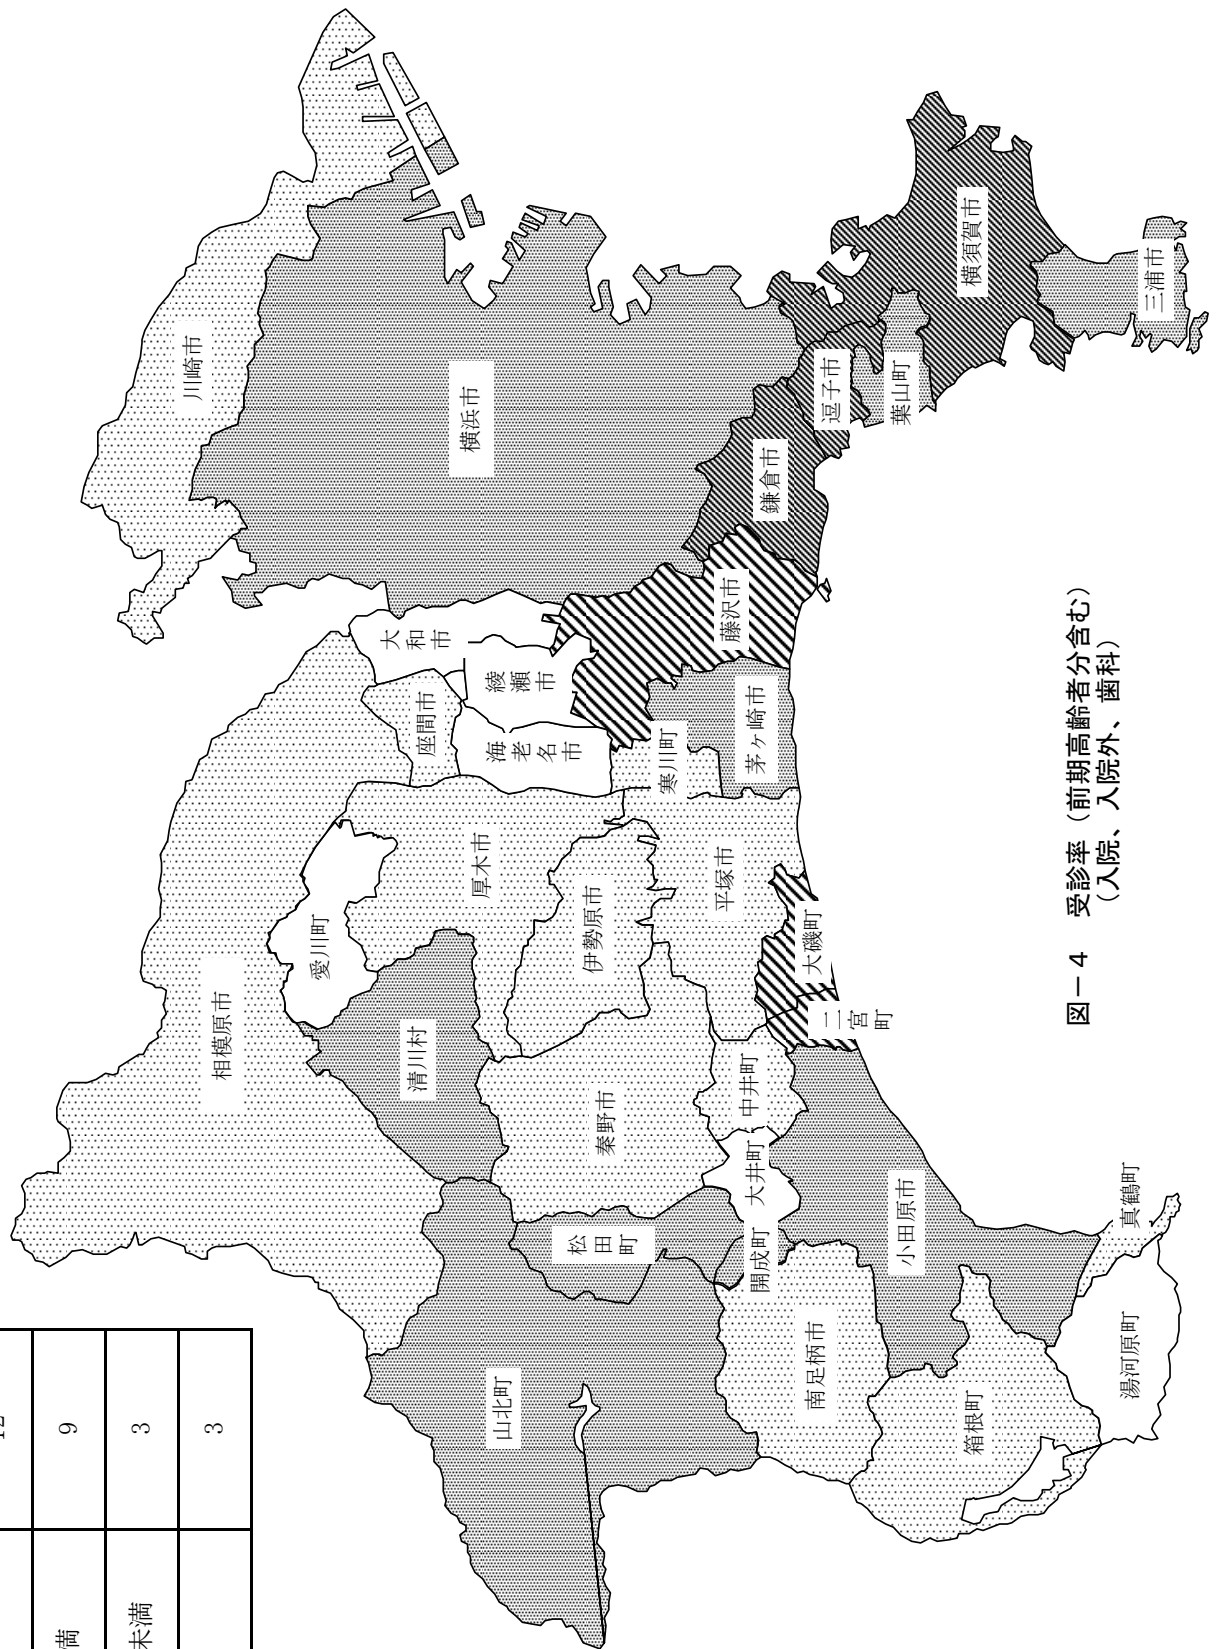 川崎市
横浜市
横須賀市
三浦市
逗子市
葉山町
鎌倉市
藤沢市
大和市
綾瀬市
座間市
海老名市
寒川町
茅ヶ崎市
相模原市
愛川町
厚木市
伊勢原市
平塚市
大磯町
二宮町
清川村
秦野市
中井町
大井町
松田町
開成町
小田原市
真鶴町
山北町
南足柄市
箱根町
湯河原町
9
3
3
満
未満
図－４　受診率（前期高齢者分含む）
（入院、入院外、歯科）